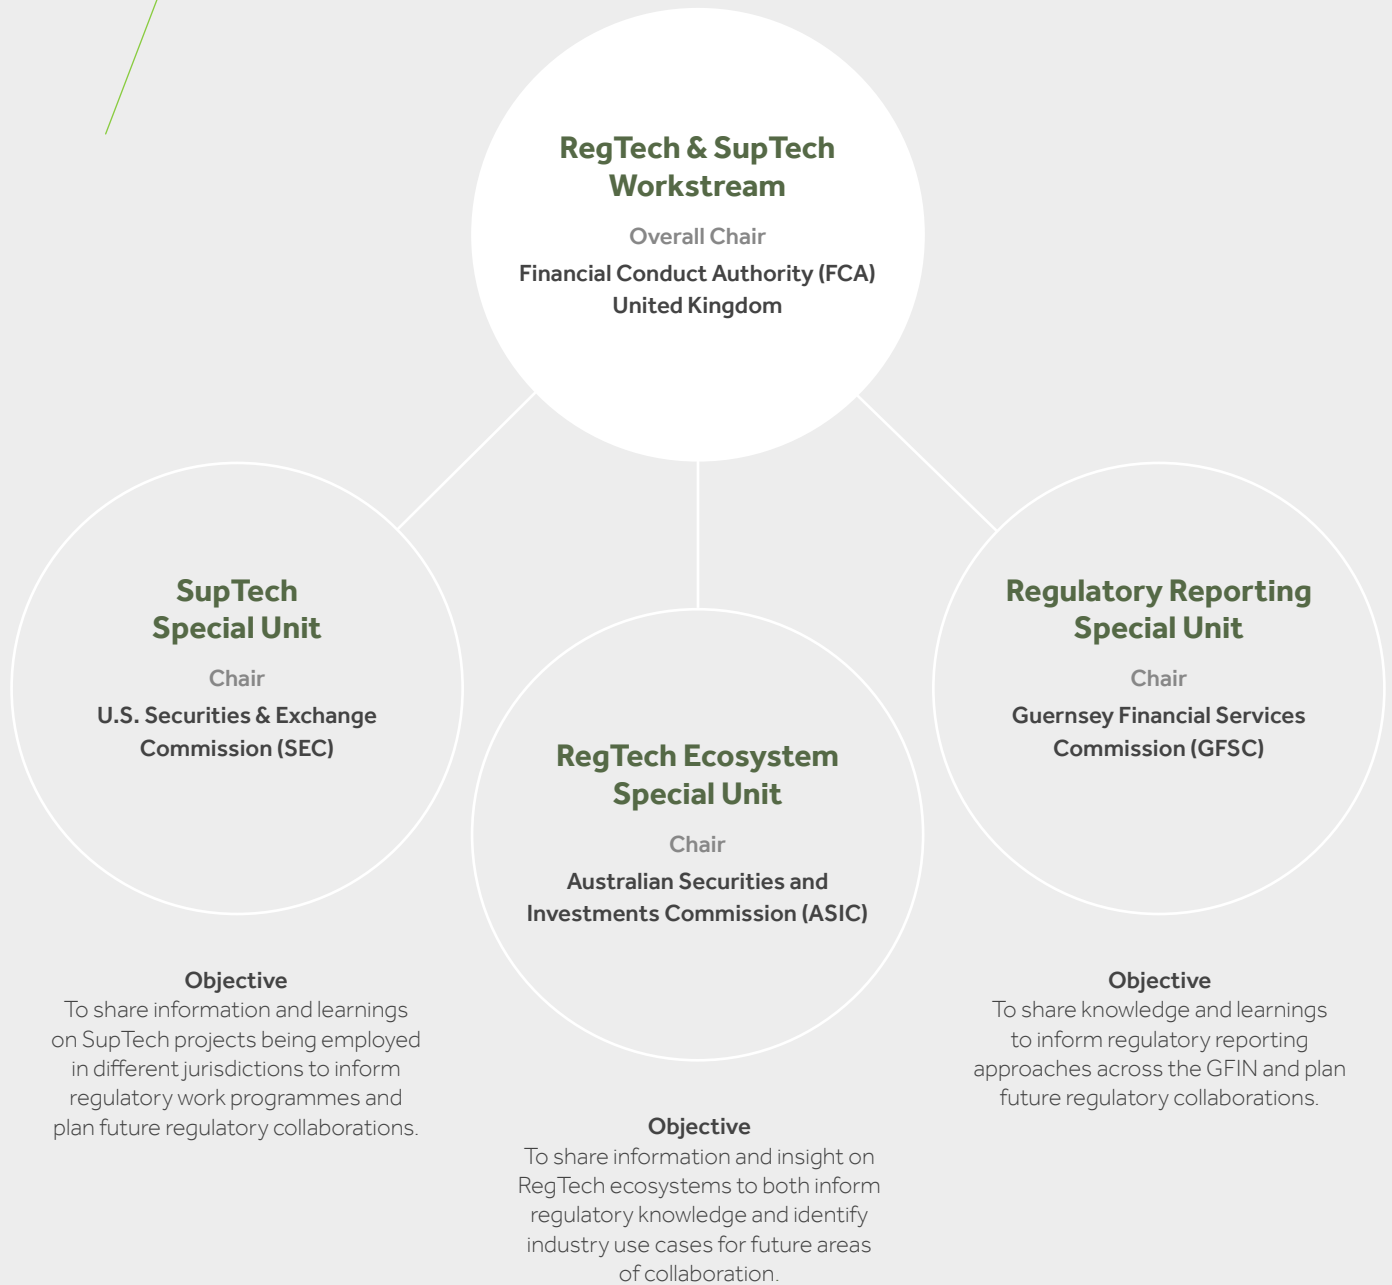 RegTech & SupTech
Workstream
Overall Chair
Financial Conduct Authority (FCA)
United Kingdom
SupTech
Special Unit
Chair
U.S. Securities & Exchange
Commission (SEC)
Objective
To share information and learnings
on SupTech projects being employed
in different jurisdictions to inform
regulatory work programmes and
plan future regulatory collaborations.
RegTech Ecosystem
Special Unit
Chair
Australian Securities and
Investments Commission (ASIC)
Objective
To share information and insight on
RegTech ecosystems to both inform
regulatory knowledge and identify
industry use cases for future areas
of collaboration.
Regulatory Reporting
Special Unit
Chair
Guernsey Financial Services
Commission (GFSC)
Objective
To share knowledge and learnings
to inform regulatory reporting
approaches across the GFIN and plan
future regulatory collaborations.